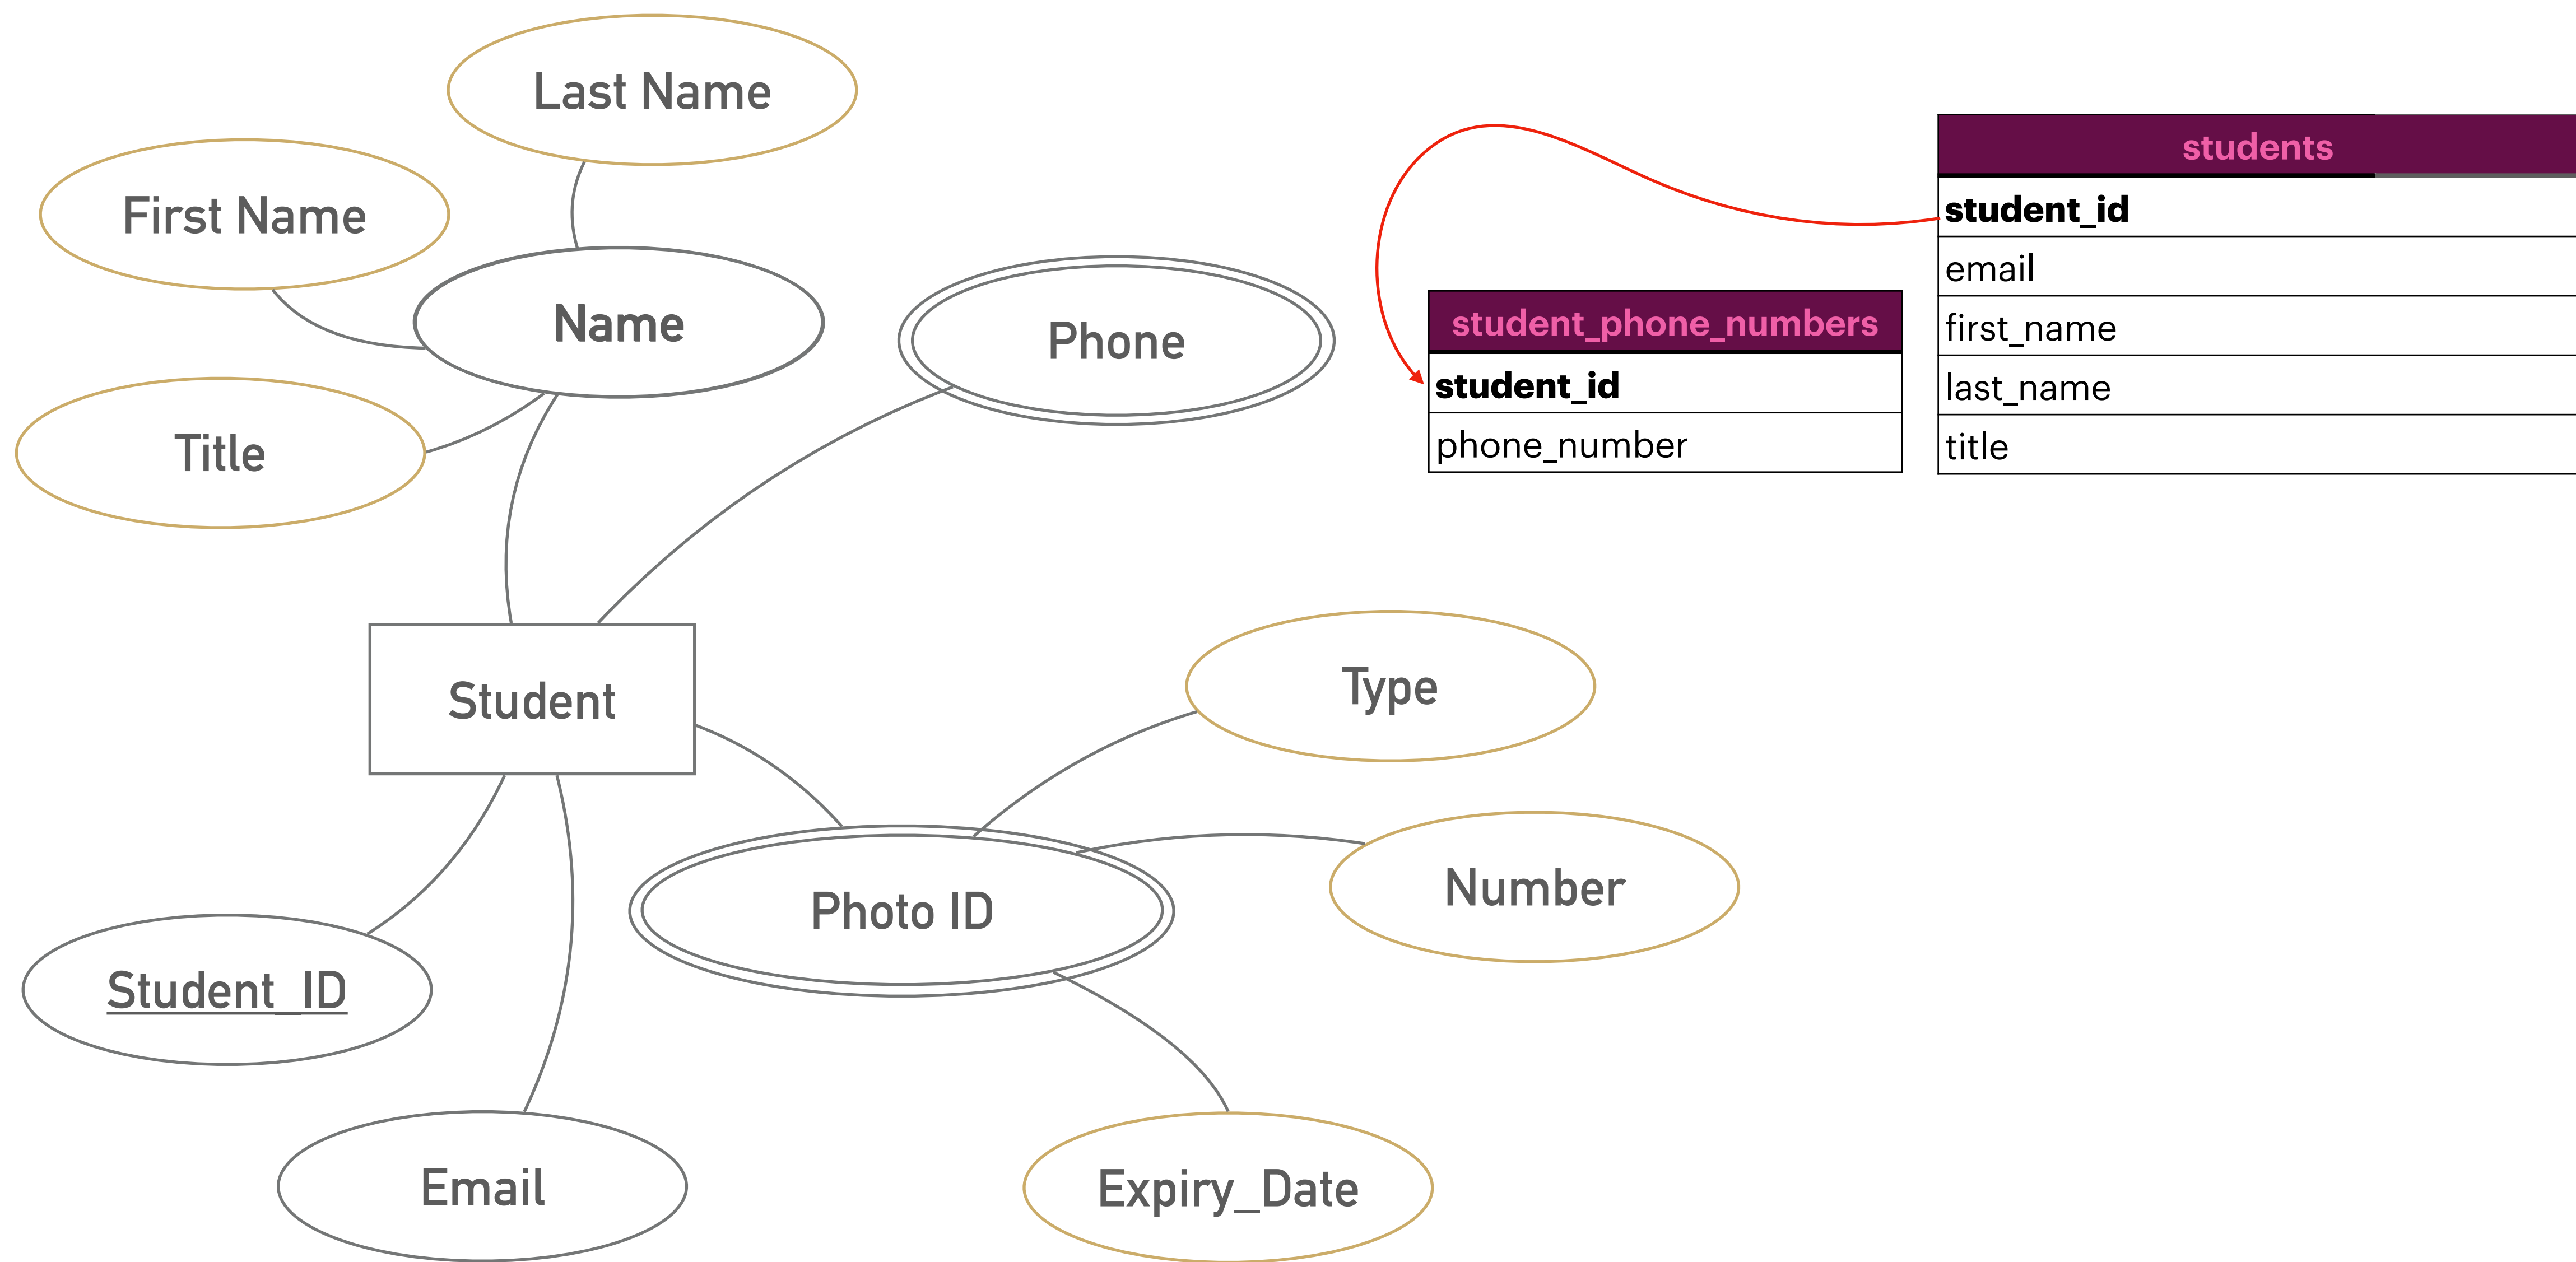 Last Name
First Name
Name
Title
Phone
students
student_id
email
first_name
last_name
title
student_phone_numbers
student_id
phone_number
Student
Type
Number
Photo ID
Student_ID
Email
Expiry_Date